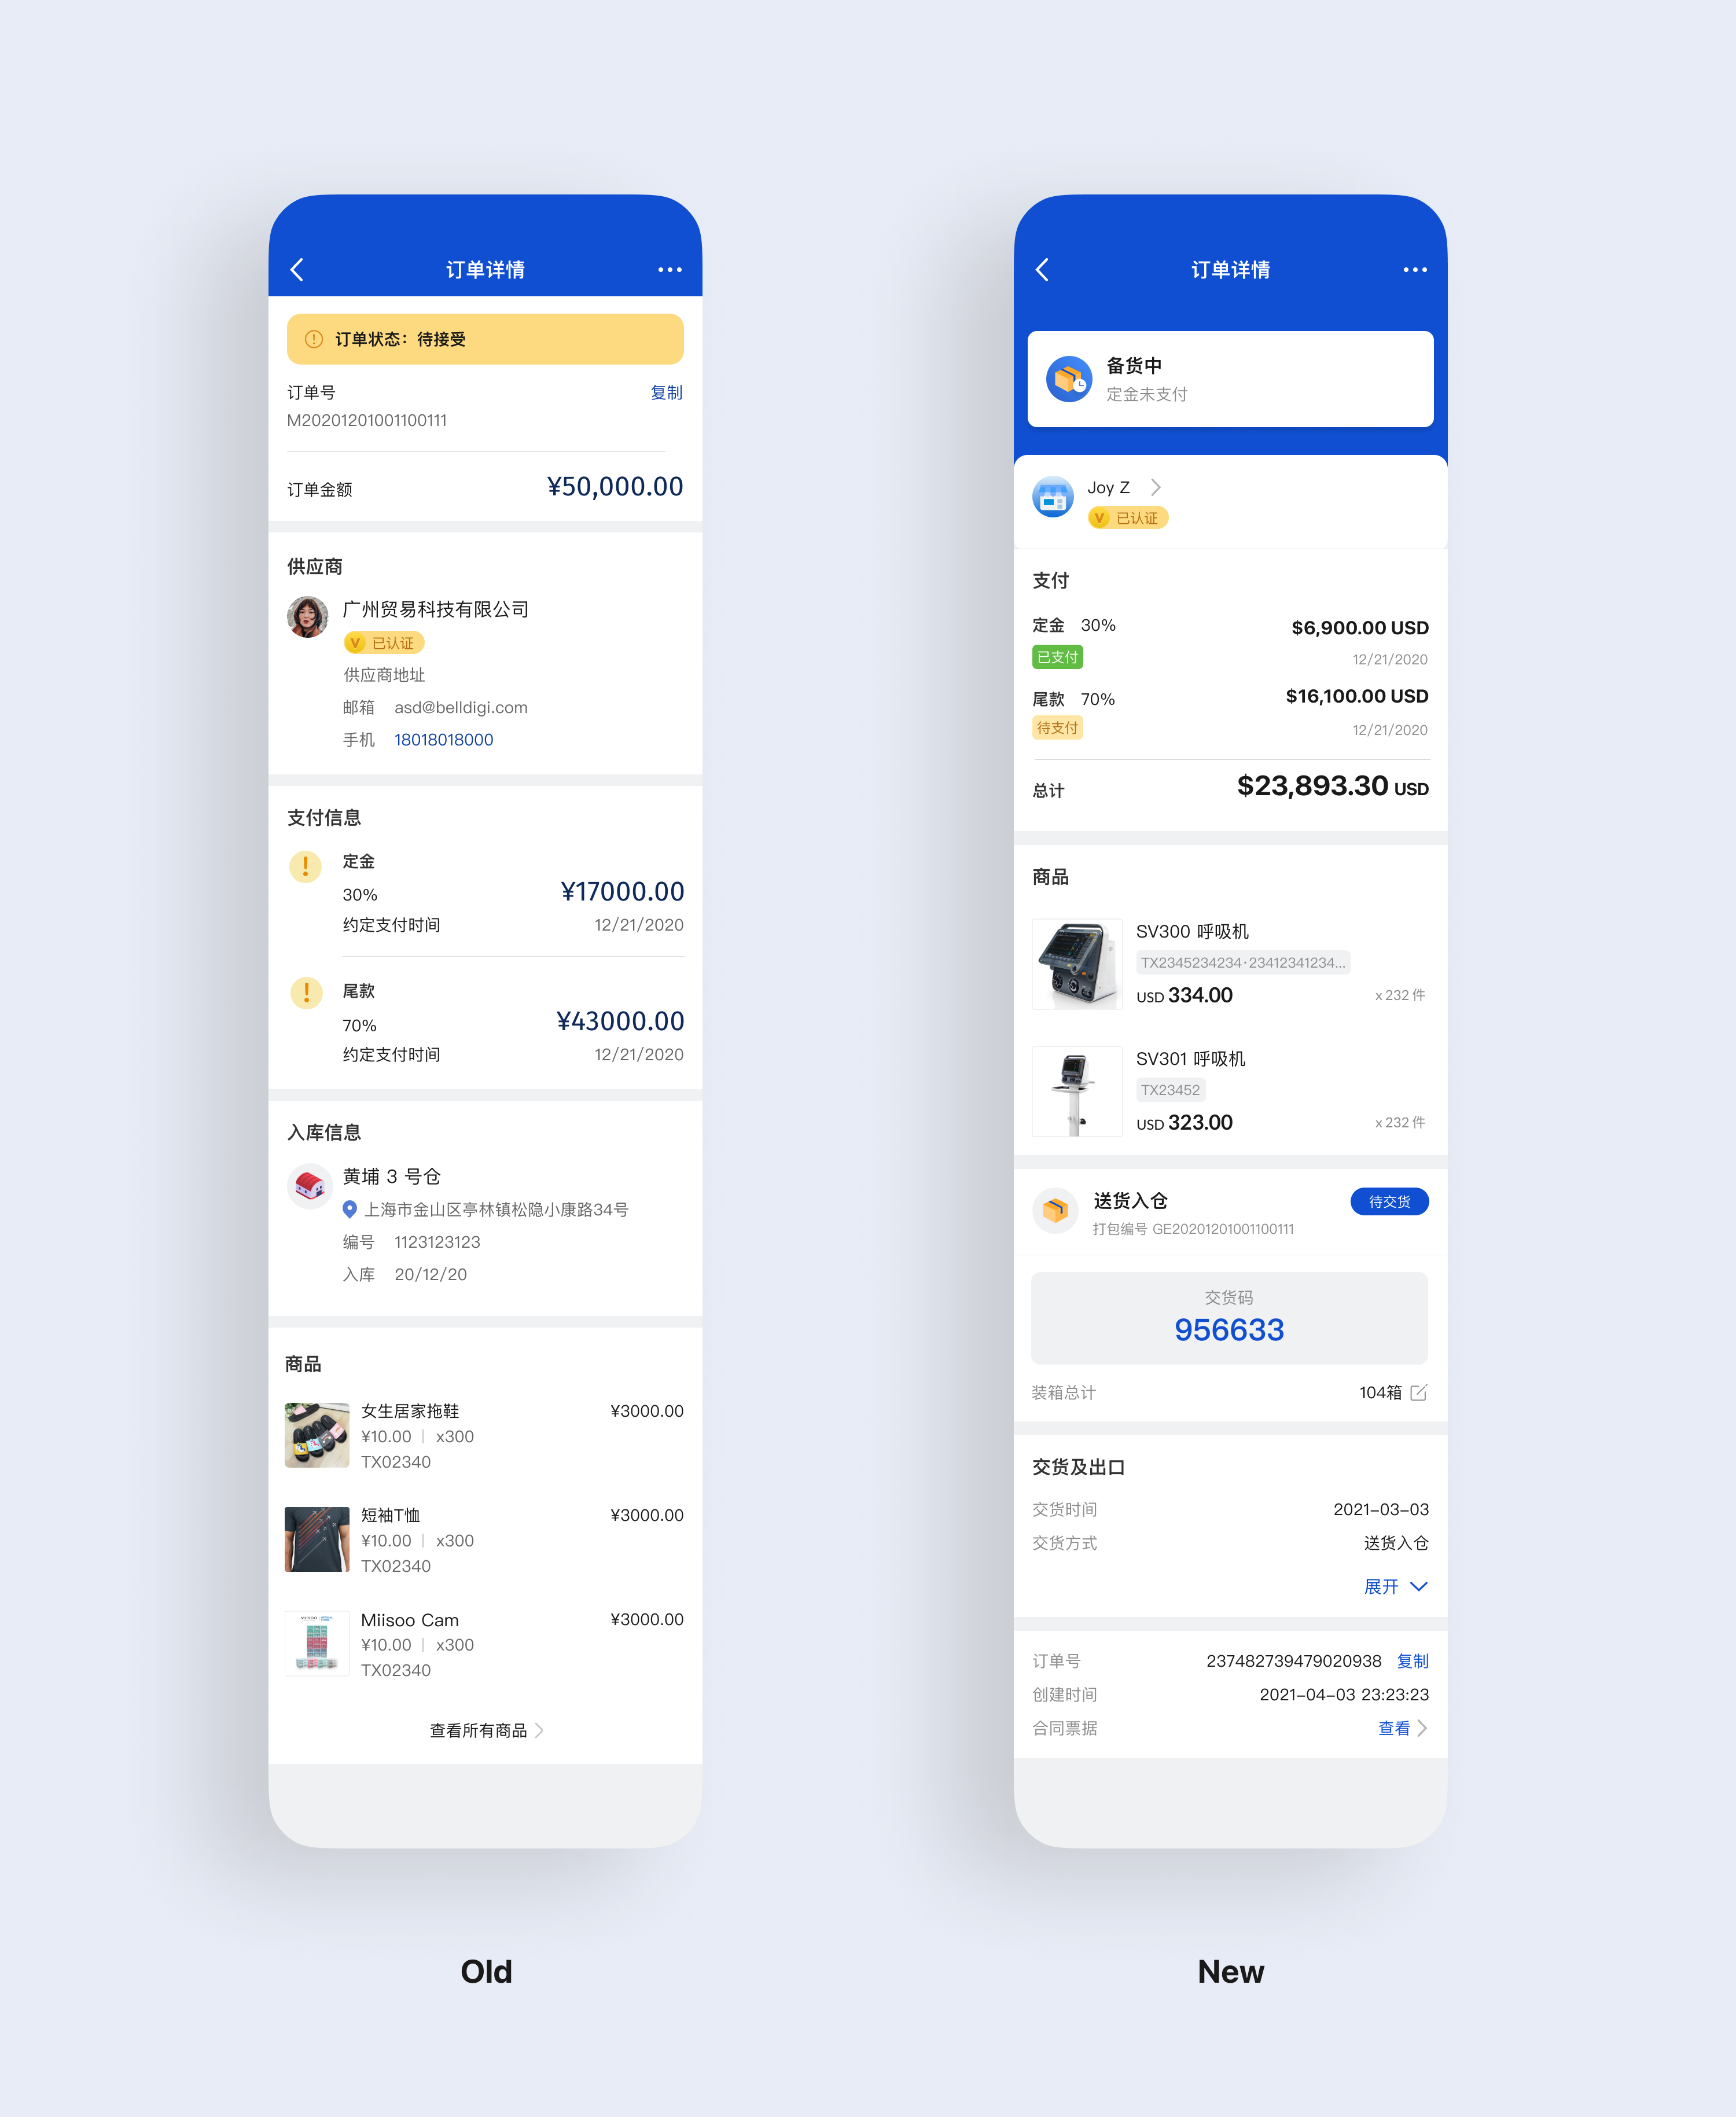 订单详情
订单状态：待接受
订单号 复制
M20201201001100111
订单金额 ¥50,000.00
供应商
广州贸易科技有限公司
V 已认证
供应商地址
邮箱 asd@belldigi.com
手机 18018018000
支付信息
定金
30% ¥17000.00
约定支付时间 12/21/2020
尾款
70% ¥43000.00
约定支付时间 12/21/2020
入库信息
黄埔 3 号仓
上海市金山区亭林镇松隐小康路34号
编号 1123123123
入库 20/12/20
商品
女生居家拖鞋 ¥3000.00
¥10.00 | x300
TX02340
短袖T恤 ¥3000.00
¥10.00 | x300
TX02340
Miisoo Cam ¥3000.00
¥10.00 | x300
TX02340
查看所有商品
Old
订单详情
备货中
定金未支付
Joy Z
V 已认证
支付
定金 30% $6,900.00 USD
已支付 12/21/2020
尾款 70% $16,100.00 USD
待支付 12/21/2020
总计 $23,893.30 USD
商品
SV300 呼吸机
TX2345234234·23412341234...
USD 334.00 x 232 件
SV301 呼吸机
TX23452
USD 323.00 x 232 件
送货入仓 待交货
打包编号 GE20201201001100111
交货码
956633
装箱总计 104箱
交货及出口
交货时间 2021-03-03
交货方式 送货入仓
展开
订单号 237482739479020938 复制
创建时间 2021-04-03 23:23:23
合同票据 查看
New